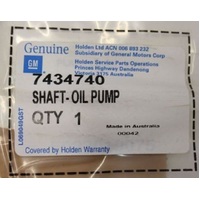 Genuine
Holden Ltd ACN 006 893 232
Subsidiary of General Motors Corp
GM
Holden Service Parts Operations
Princes Highway Dandenong
Victoria 3175 Australia
7434740
SHAFT-OIL PUMP
QTY 1
Made in Australia
00042
Covered by Holden Warranty